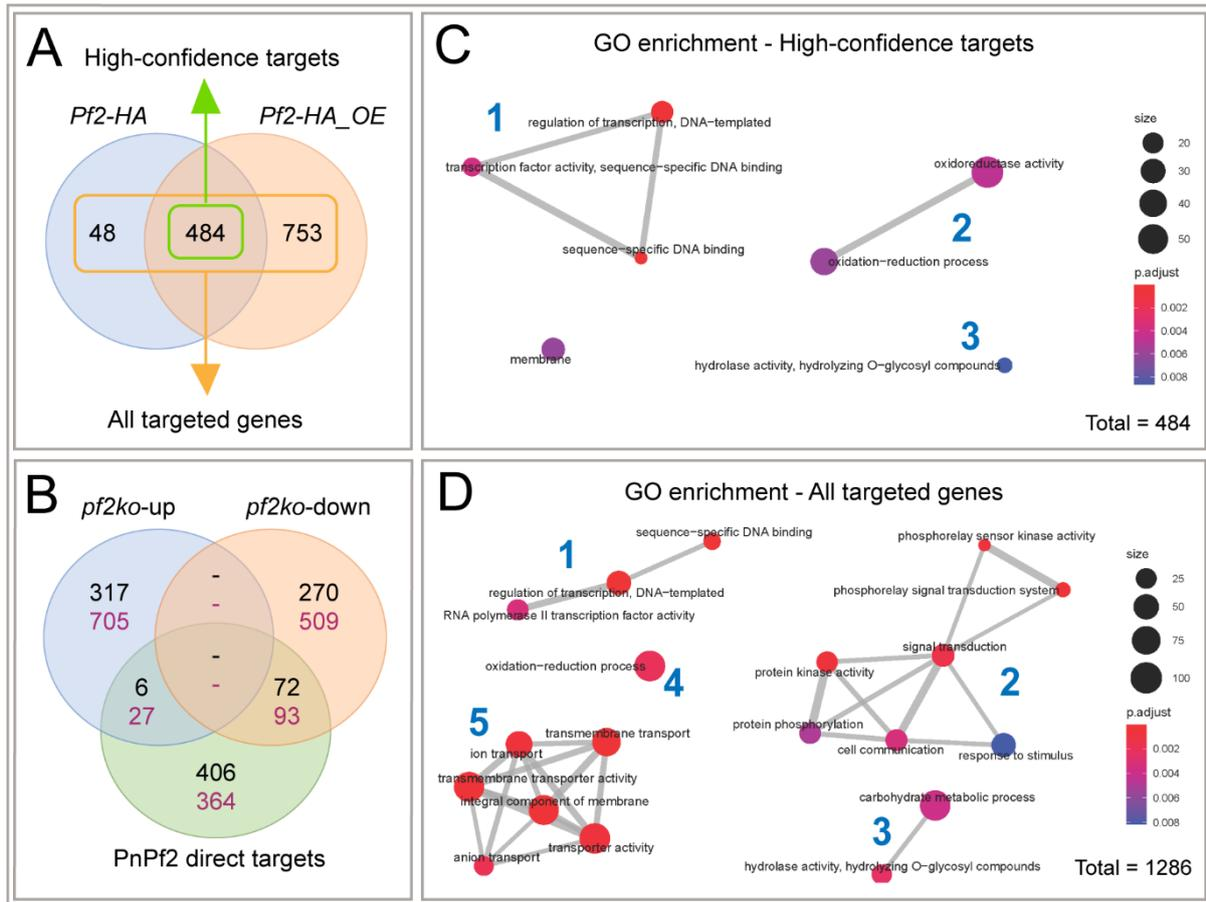 A
High-confidence targets
Pf2-HA
Pf2-HA_OE
48
484
753
All targeted genes
B
pf2ko-up
pf2ko-down
317
705
-
-
270
509
-
-
6
27
72
93
406
364
PnPf2 direct targets
C
GO enrichment - High-confidence targets
1
regulation of transcription, DNA-templated
transcription factor activity, sequence-specific DNA binding
sequence-specific DNA binding
oxidoreductase activity
2
oxidation-reduction process
membrane
3
hydrolase activity, hydrolyzing O-glycosyl compounds
size
20
30
40
50
p.adjust
0.002
0.004
0.006
0.008
Total = 484
D
GO enrichment - All targeted genes
sequence-specific DNA binding
1
regulation of transcription, DNA-templated
RNA polymerase II transcription factor activity
oxidation-reduction process
4
5
transmembrane transport
ion transport
transmembrane transporter activity
integral component of membrane
transporter activity
anion transport
phosphorelay sensor kinase activity
phosphorelay signal transduction system
signal transduction
protein kinase activity
2
protein phosphorylation
cell communication
response to stimulus
carbohydrate metabolic process
3
hydrolase activity, hydrolyzing O-glycosyl compounds
size
25
50
75
100
p.adjust
0.002
0.004
0.006
0.008
Total = 1286